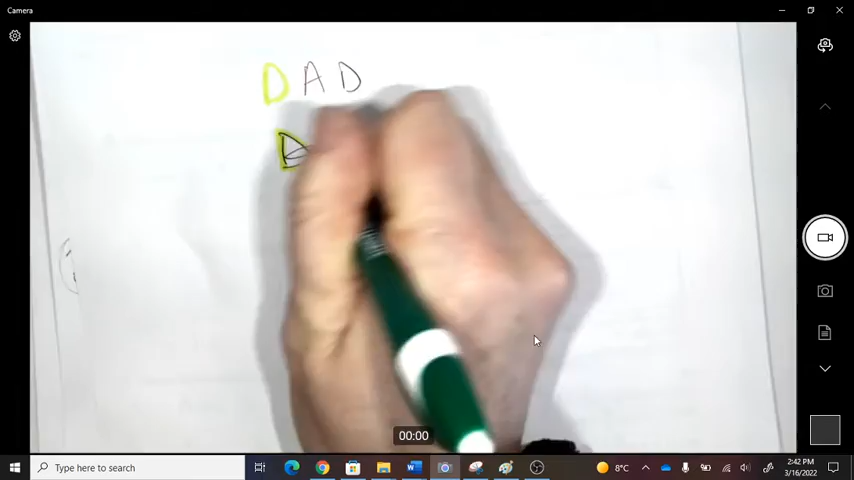 Camera
DAD
D
00:00
Type here to search
8°C
2:42 PM
3/16/2022